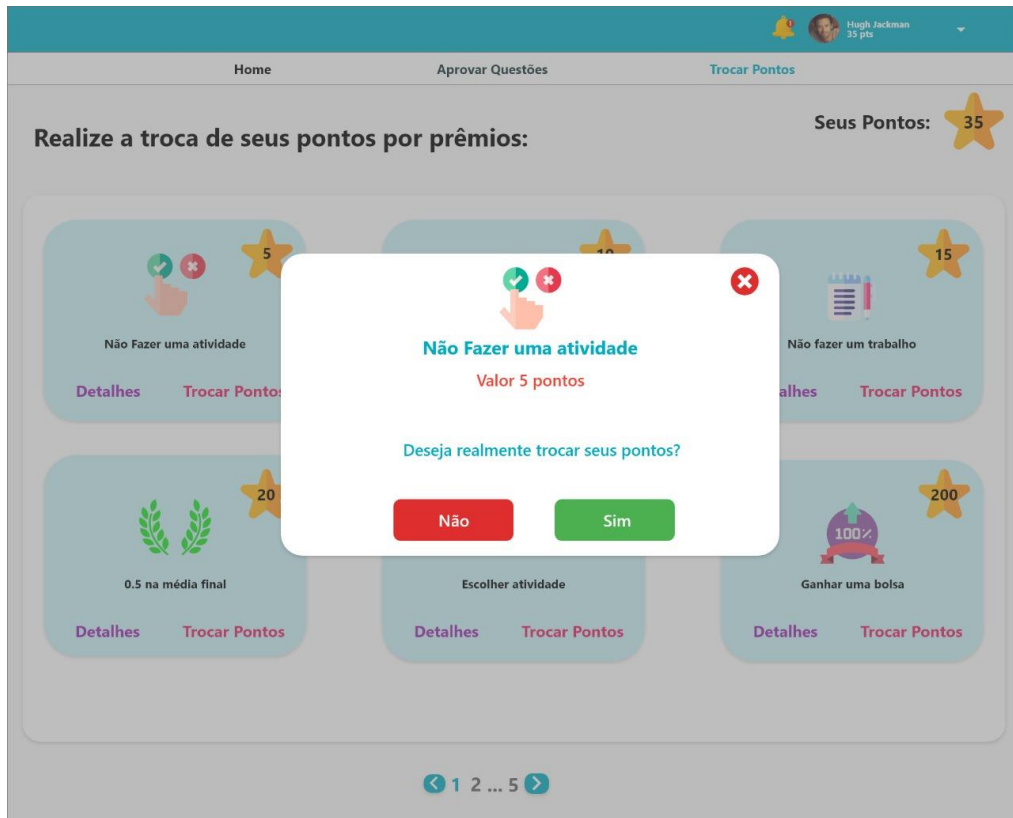 Hugh Jackman
35 pts
Home Aprovar Questões Trocar Pontos
Realize a troca de seus pontos por prêmios:
Seus Pontos: 35
5
Não Fazer uma atividade
Detalhes Trocar Pontos
15
Não fazer um trabalho
alhes Trocar Pontos
Não Fazer uma atividade
Valor 5 pontos
Deseja realmente trocar seus pontos?
Não Sim
20
0.5 na média final
Detalhes Trocar Pontos
Escolher atividade
Detalhes Trocar Pontos
200
100%
Ganhar uma bolsa
Detalhes Trocar Pontos
1 2 ... 5